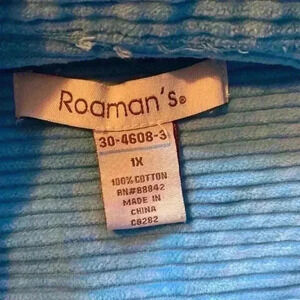 Roaman's®
30-4608-3
1X
100% COTTON
RN#88842
MADE IN
CHINA
C8282